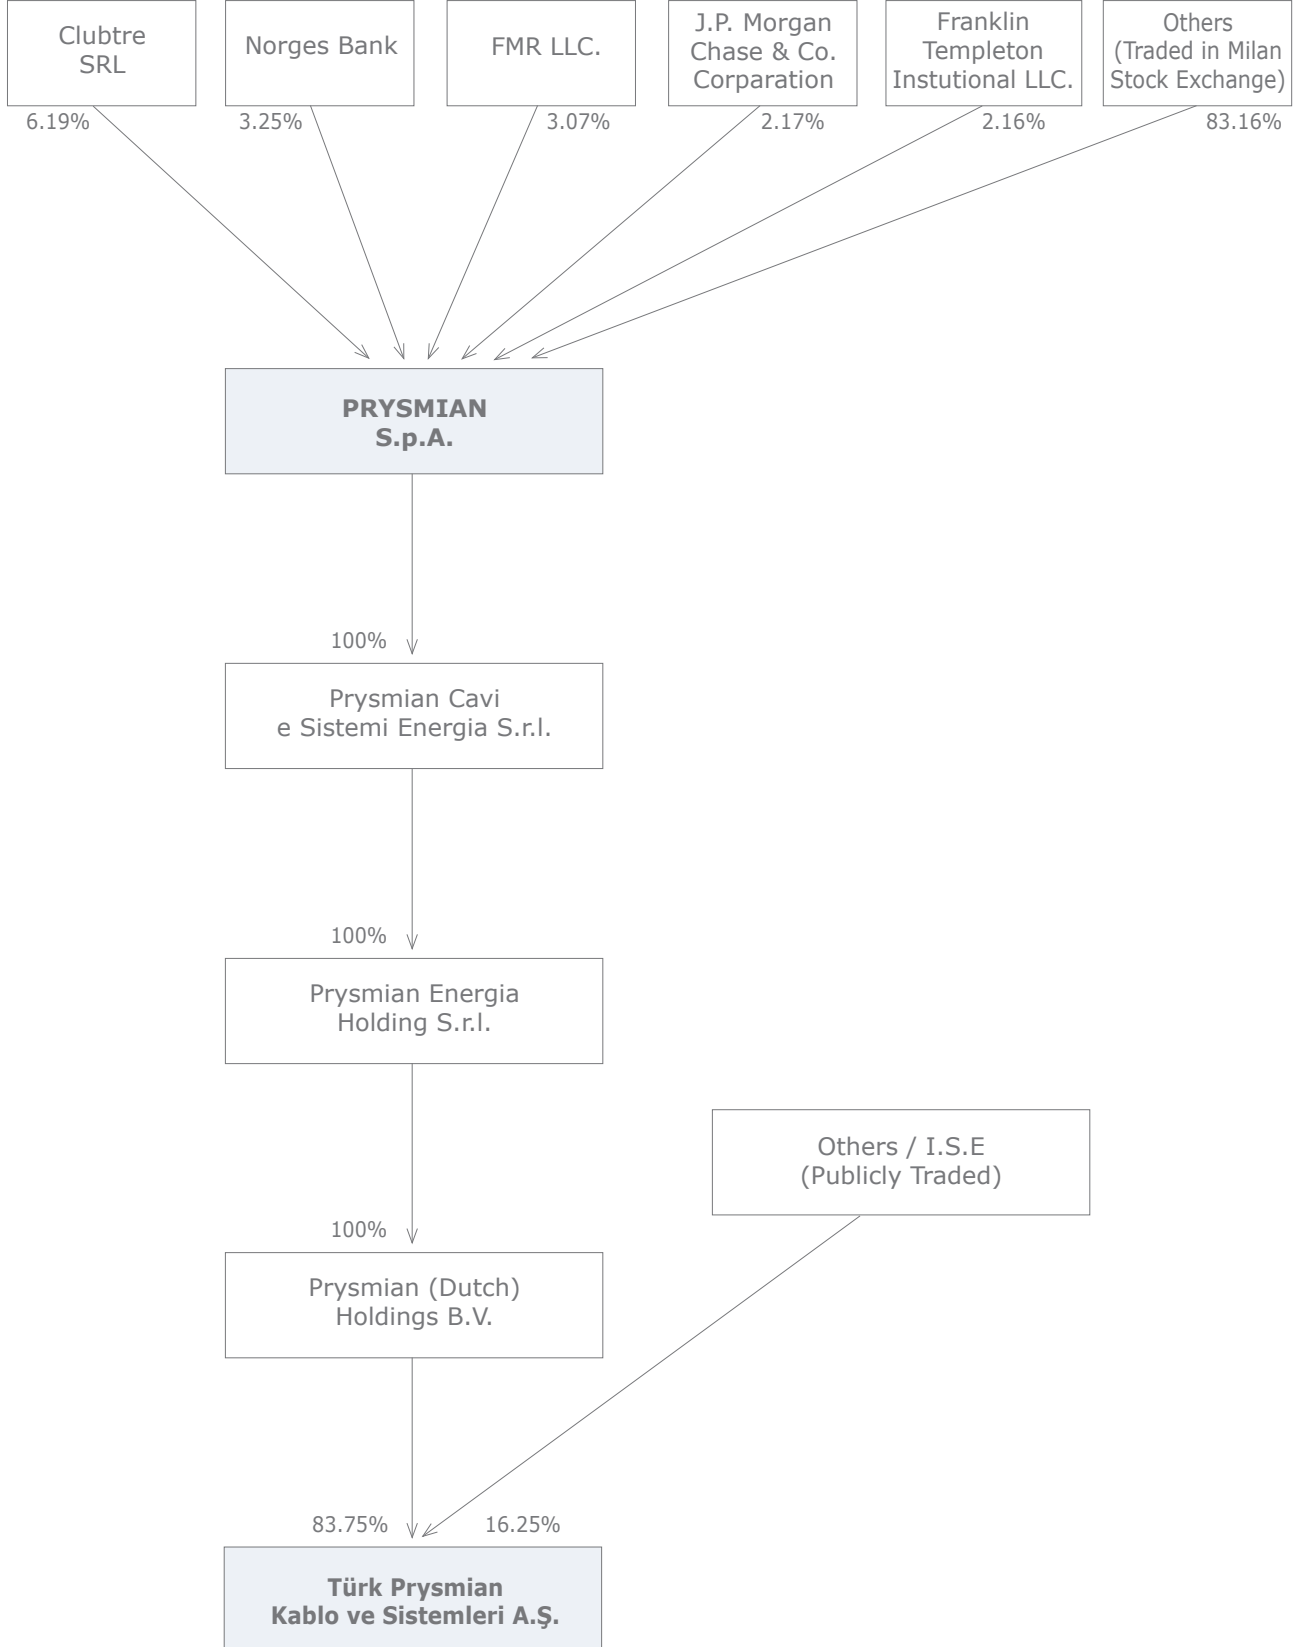 Clubtre
SRL
Norges Bank
FMR LLC.
J.P. Morgan
Chase & Co.
Corparation
Franklin
Templeton
Instutional LLC.
Others
(Traded in Milan
Stock Exchange)
6.19%
3.25%
3.07%
2.17%
2.16%
83.16%
PRYSMIAN
S.p.A.
100%
Prysmian Cavi
e Sistemi Energia S.r.l.
100%
Prysmian Energia
Holding S.r.l.
Others / I.S.E
(Publicly Traded)
100%
Prysmian (Dutch)
Holdings B.V.
83.75%
16.25%
Türk Prysmian
Kablo ve Sistemleri A.Ş.